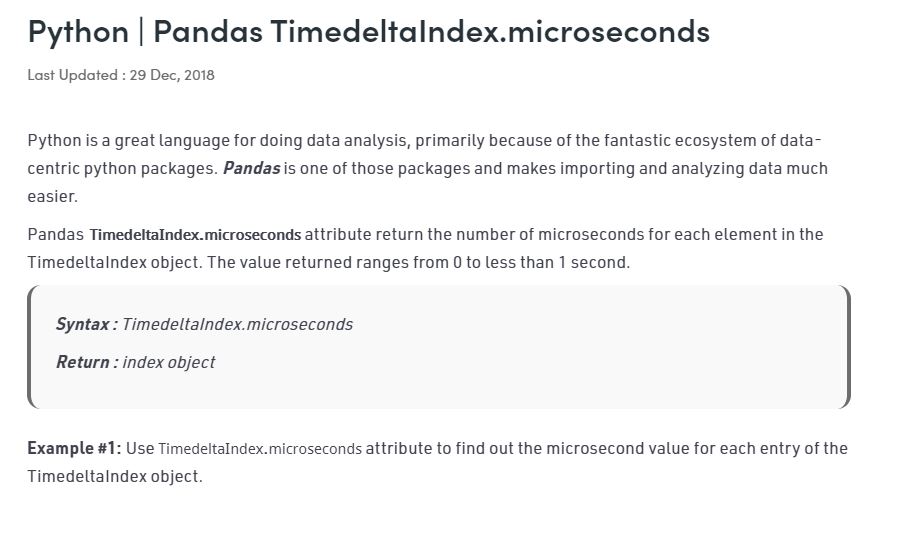 Python | Pandas TimedeltaIndex.microseconds
Last Updated : 29 Dec, 2018
Python is a great language for doing data analysis, primarily because of the fantastic ecosystem of data-
centric python packages. Pandas is one of those packages and makes importing and analyzing data much
easier.
Pandas TimedeltaIndex.microseconds attribute return the number of microseconds for each element in the
TimedeltaIndex object. The value returned ranges from 0 to less than 1 second.
Syntax : TimedeltaIndex.microseconds
Return : index object
Example #1: Use TimedeltaIndex.microseconds attribute to find out the microsecond value for each entry of the
TimedeltaIndex object.